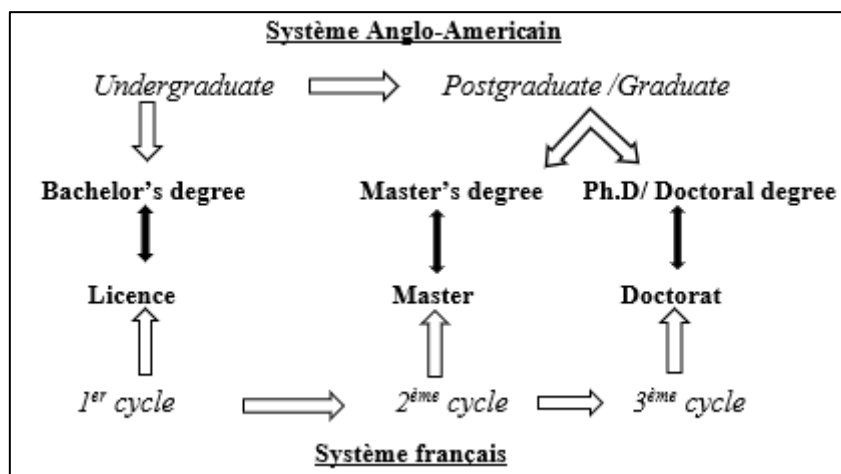 Système Anglo-Americain
Undergraduate Postgraduate /Graduate
Bachelor's degree Master's degree Ph.D/ Doctoral degree
Licence Master Doctorat
1er cycle 2ème cycle 3ème cycle
Système français